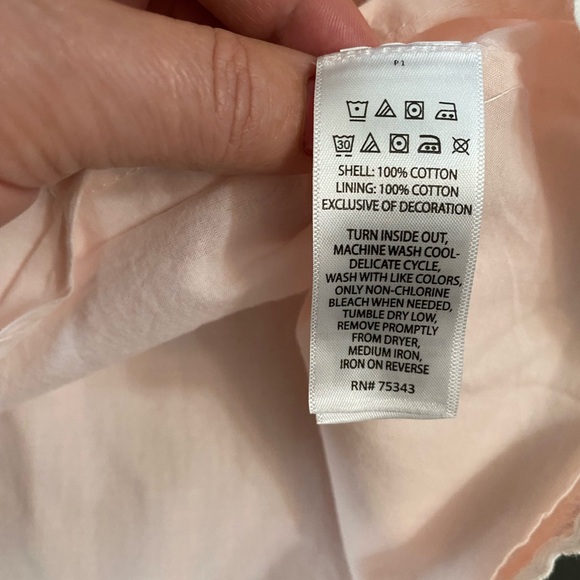 P1
30
SHELL: 100% COTTON
LINING: 100% COTTON
EXCLUSIVE OF DECORATION
TURN INSIDE OUT,
MACHINE WASH COOL-
DELICATE CYCLE,
WASH WITH LIKE COLORS,
ONLY NON-CHLORINE
BLEACH WHEN NEEDED,
TUMBLE DRY LOW,
REMOVE PROMPTLY
FROM DRYER,
MEDIUM IRON,
IRON ON REVERSE
RN# 75343